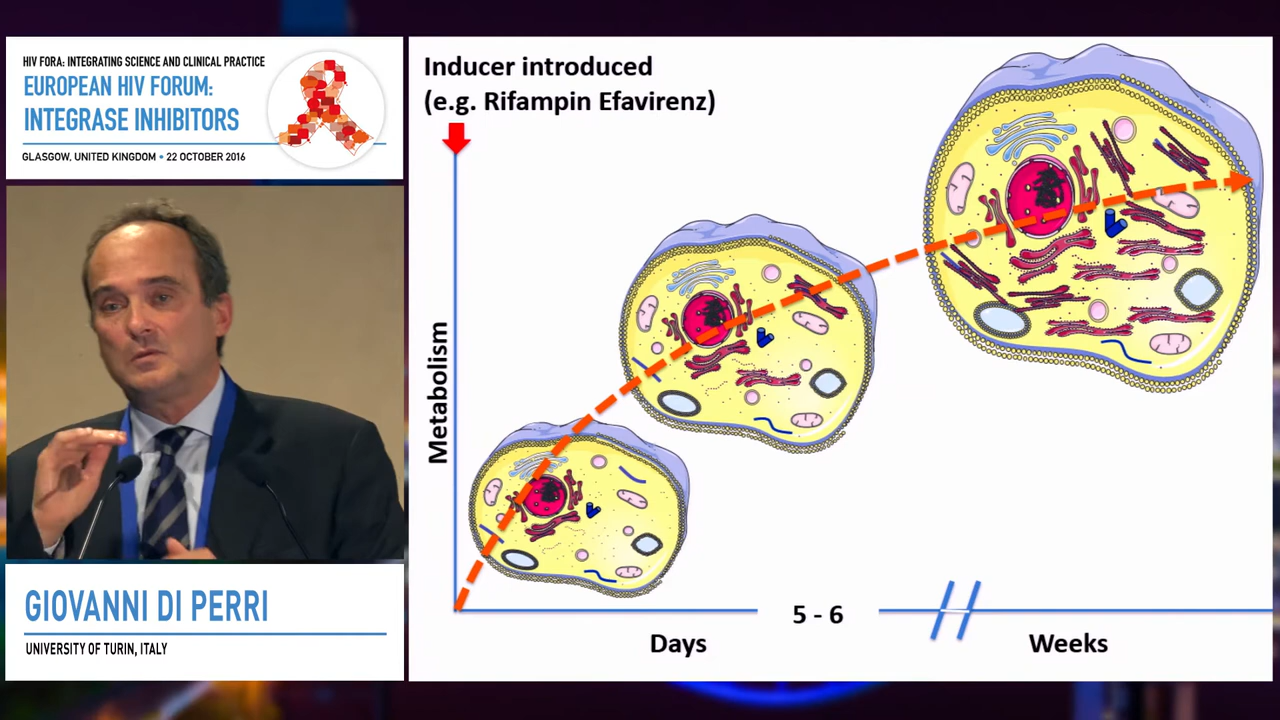 HIV FORA: INTEGRATING SCIENCE AND CLINICAL PRACTICE
EUROPEAN HIV FORUM:
INTEGRASE INHIBITORS
GLASGOW, UNITED KINGDOM • 22 OCTOBER 2016
GIOVANNI DI PERRI
UNIVERSITY OF TURIN, ITALY
Inducer introduced
(e.g. Rifampin Efavirenz)
Metabolism
5 - 6
Days
Weeks